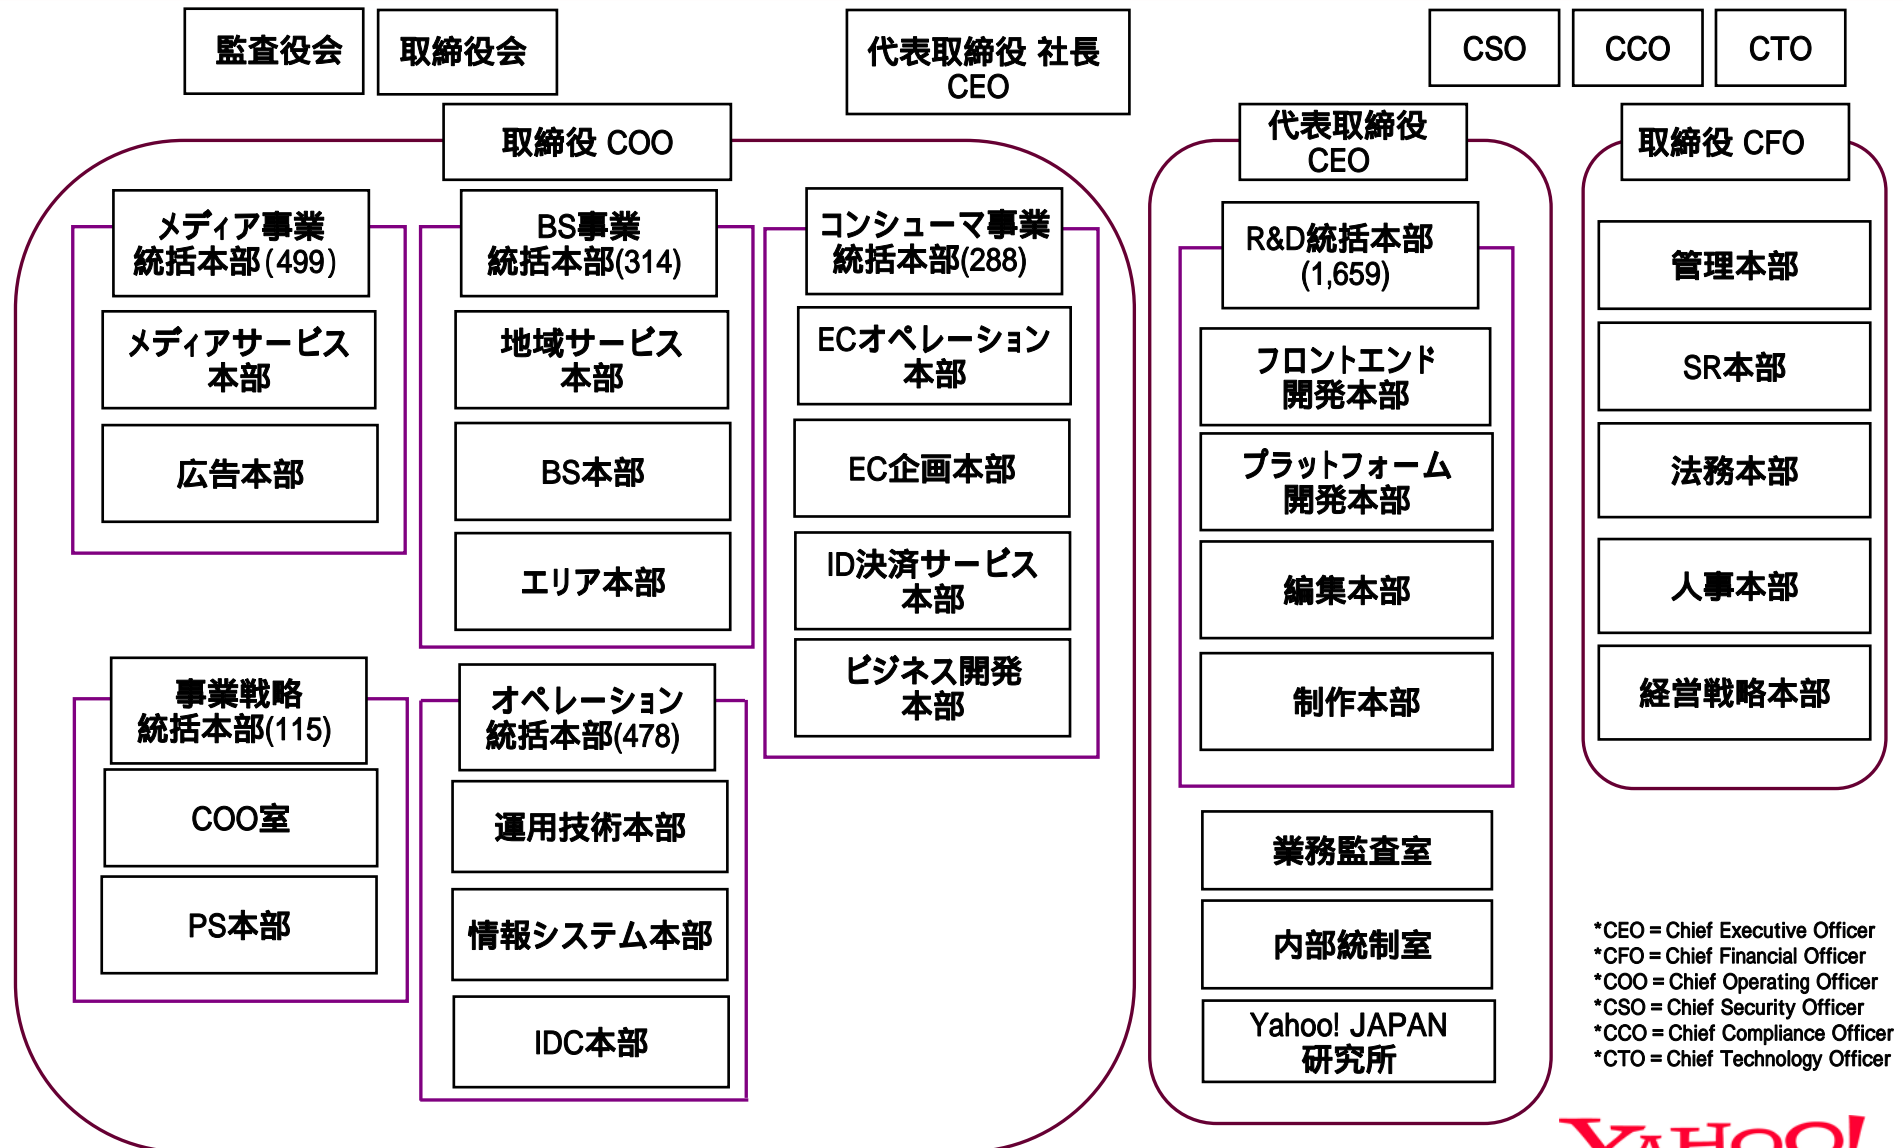 監査役会
取締役会
代表取締役 社長
CEO
CSO
CCO
CTO
取締役 COO
メディア事業
統括本部(499)
メディアサービス
本部
広告本部
BS事業
統括本部(314)
地域サービス
本部
BS本部
エリア本部
コンシューマ事業
統括本部(288)
ECオペレーション
本部
EC企画本部
ID決済サービス
本部
ビジネス開発
本部
事業戦略
統括本部(115)
COO室
PS本部
オペレーション
統括本部(478)
運用技術本部
情報システム本部
IDC本部
代表取締役
CEO
R&D統括本部
(1,659)
フロントエンド
開発本部
プラットフォーム
開発本部
編集本部
制作本部
業務監査室
内部統制室
Yahoo! JAPAN
研究所
取締役 CFO
管理本部
SR本部
法務本部
人事本部
経営戦略本部
*CEO = Chief Executive Officer
*CFO = Chief Financial Officer
*COO = Chief Operating Officer
*CSO = Chief Security Officer
*CCO = Chief Compliance Officer
*CTO = Chief Technology Officer
YAHOO!